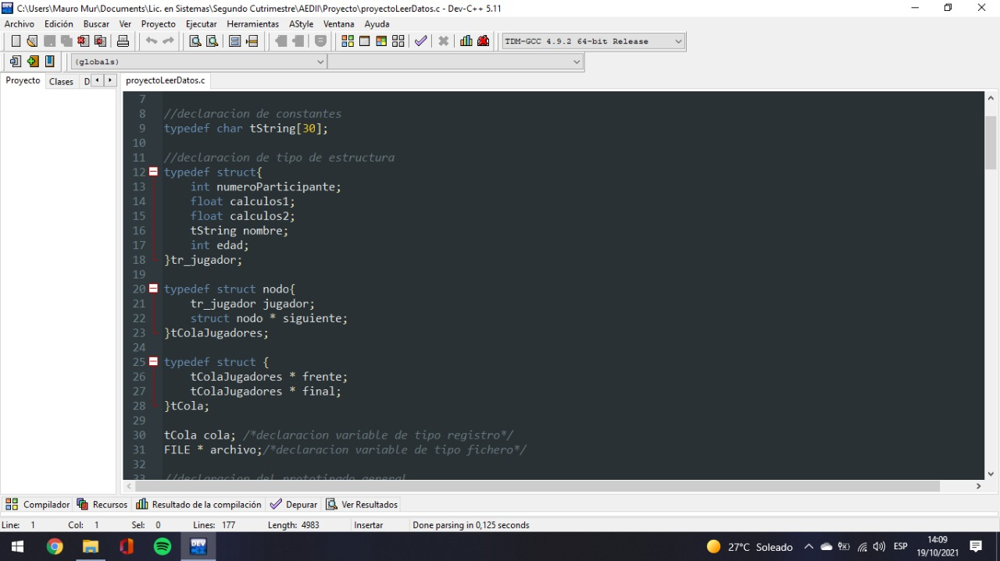 C:\Users\Mauro Mur\Documents\Lic. en Sistemas\Segundo Cutrimestre\AEDII\Proyecto\proyectoLeerDatos.c - Dev-C++ 5.11
Archivo Edición Buscar Ver Proyecto Ejecutar Herramientas AStyle Ventana Ayuda
TDM-GCC 4.9.2 64-bit Release
(globals)
Proyecto Clases D proyectoLeerDatos.c
7
8 //declaracion de constantes
9 typedef char tString[30];
10
11 //declaracion de tipo de estructura
12 typedef struct{
13 int numeroParticipante;
14 float calculos1;
15 float calculos2;
16 tString nombre;
17 int edad;
18 }tr_jugador;
19
20 typedef struct nodo{
21 tr_jugador jugador;
22 struct nodo * siguiente;
23 }tColaJugadores;
24
25 typedef struct {
26 tColaJugadores * frente;
27 tColaJugadores * final;
28 }tCola;
29
30 tCola cola; /*declaracion variable de tipo registro*/
31 FILE * archivo;/*declaracion variable de tipo fichero*/
32
33 //declaracion del prototipado general
Compilador Recursos Resultado de la compilación Depurar Ver Resultados
Line: 1 Col: 1 Sel: 0 Lines: 177 Length: 4983 Insertar Done parsing in 0,125 seconds
DEV 27°C Soleado ESP 14:09
19/10/2021